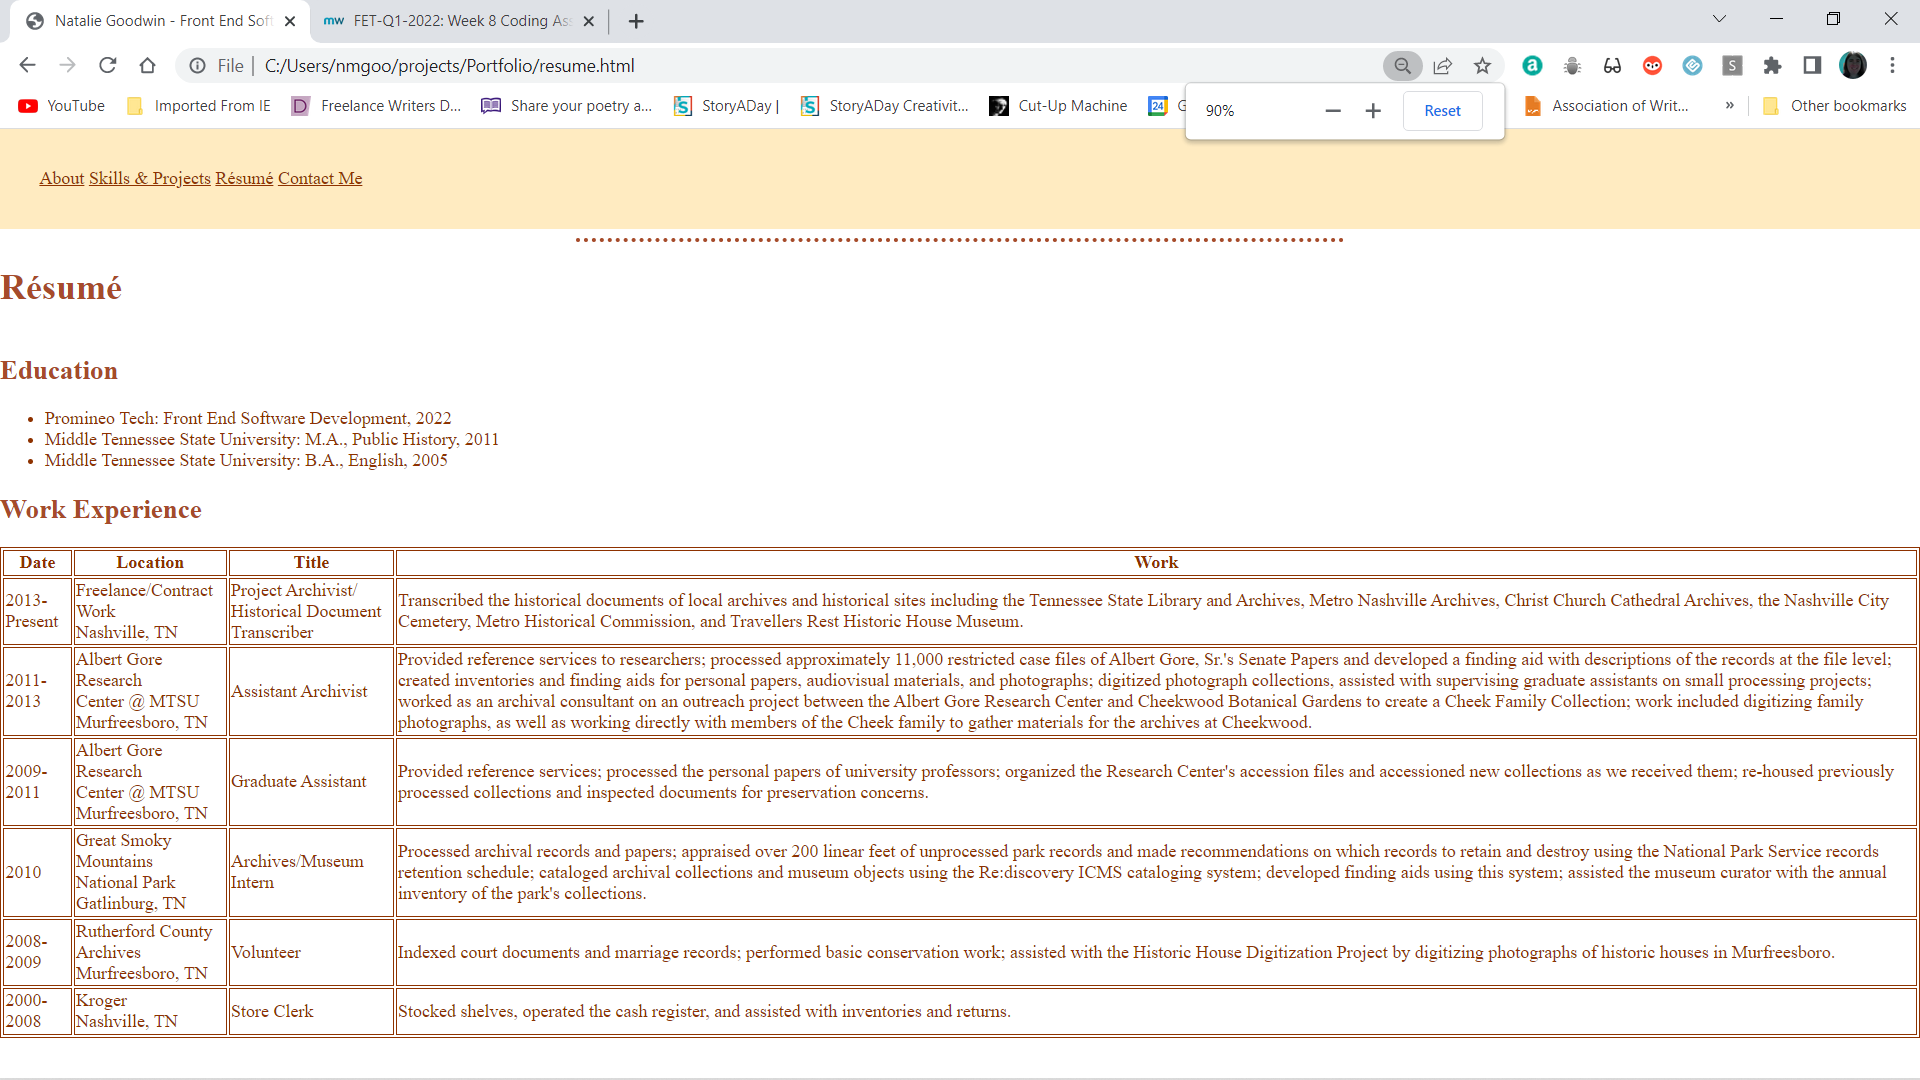 Natalie Goodwin - Front End Soft
FET-Q1-2022: Week 8 Coding Ass
File
C:/Users/nmgoo/projects/Portfolio/resume.html
YouTube
Imported From IE
Freelance Writers D...
Share your poetry a...
StoryADay |
StoryADay Creativit...
Cut-Up Machine
24
G
90%
Reset
Association of Writ...
»
Other bookmarks
About Skills & Projects Résumé Contact Me
Résumé
Education
• Promineo Tech: Front End Software Development, 2022
• Middle Tennessee State University: M.A., Public History, 2011
• Middle Tennessee State University: B.A., English, 2005
Work Experience
Date Location Title Work
2013-
Present
Freelance/Contract
Work
Nashville, TN
Project Archivist/
Historical Document
Transcriber
Transcribed the historical documents of local archives and historical sites including the Tennessee State Library and Archives, Metro Nashville Archives, Christ Church Cathedral Archives, the Nashville City
Cemetery, Metro Historical Commission, and Travellers Rest Historic House Museum.
2011-
2013
Albert Gore
Research
Center @ MTSU
Murfreesboro, TN
Assistant Archivist
Provided reference services to researchers; processed approximately 11,000 restricted case files of Albert Gore, Sr.'s Senate Papers and developed a finding aid with descriptions of the records at the file level;
created inventories and finding aids for personal papers, audiovisual materials, and photographs; digitized photograph collections, assisted with supervising graduate assistants on small processing projects;
worked as an archival consultant on an outreach project between the Albert Gore Research Center and Cheekwood Botanical Gardens to create a Cheek Family Collection; work included digitizing family
photographs, as well as working directly with members of the Cheek family to gather materials for the archives at Cheekwood.
2009-
2011
Albert Gore
Research
Center @ MTSU
Murfreesboro, TN
Graduate Assistant
Provided reference services; processed the personal papers of university professors; organized the Research Center's accession files and accessioned new collections as we received them; re-housed previously
processed collections and inspected documents for preservation concerns.
2010
Great Smoky
Mountains
National Park
Gatlinburg, TN
Archives/Museum
Intern
Processed archival records and papers; appraised over 200 linear feet of unprocessed park records and made recommendations on which records to retain and destroy using the National Park Service records
retention schedule; cataloged archival collections and museum objects using the Re:discovery ICMS cataloging system; developed finding aids using this system; assisted the museum curator with the annual
inventory of the park's collections.
2008-
2009
Rutherford County
Archives
Murfreesboro, TN
Volunteer
Indexed court documents and marriage records; performed basic conservation work; assisted with the Historic House Digitization Project by digitizing photographs of historic houses in Murfreesboro.
2000-
2008
Kroger
Nashville, TN
Store Clerk
Stocked shelves, operated the cash register, and assisted with inventories and returns.